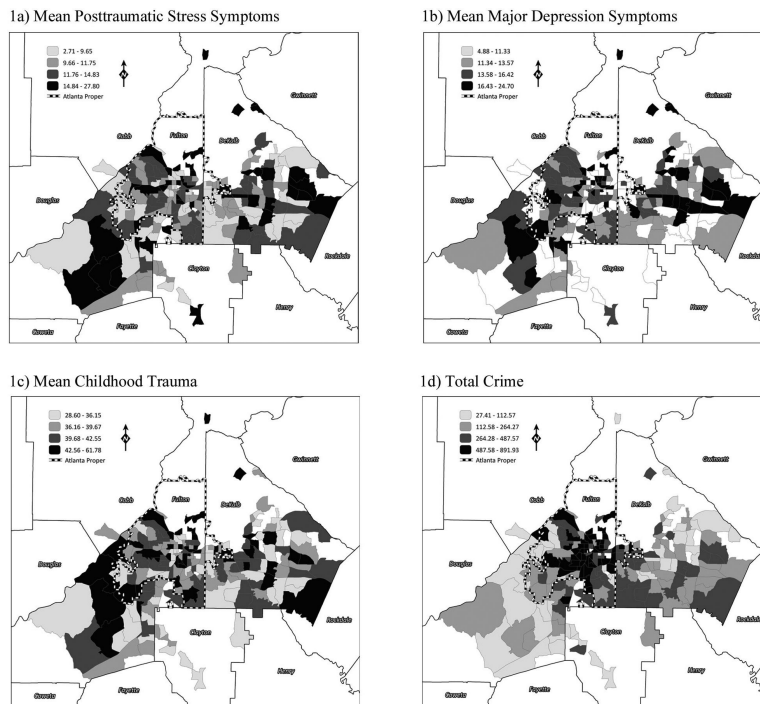 1a) Mean Posttraumatic Stress Symptoms
2.71 - 9.65
9.66 - 11.75
11.76 - 14.83
14.84 - 27.80
Atlanta Proper
N
Gwinnett
Cobb
Fulton
DeKalb
Douglas
Rockdale
Clayton
Henry
Fayette
Coweta
1b) Mean Major Depression Symptoms
4.88 - 11.33
11.34 - 13.57
13.58 - 16.42
16.43 - 24.70
Atlanta Proper
N
Gwinnett
Cobb
Fulton
DeKalb
Douglas
Rockdale
Clayton
Henry
Fayette
Coweta
1c) Mean Childhood Trauma
28.60 - 36.15
36.16 - 39.67
39.68 - 42.55
42.56 - 61.78
Atlanta Proper
N
Gwinnett
Cobb
Fulton
DeKalb
Douglas
Rockdale
Clayton
Henry
Fayette
Coweta
1d) Total Crime
27.41 - 112.57
112.58 - 264.27
264.28 - 487.57
487.58 - 891.93
Atlanta Proper
N
Gwinnett
Cobb
Fulton
DeKalb
Douglas
Rockdale
Clayton
Henry
Fayette
Coweta